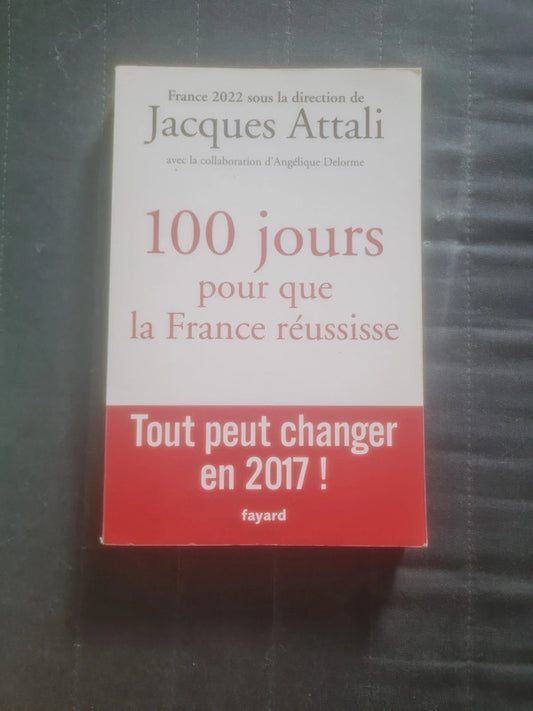 France 2022 sous la direction de
Jacques Attali
avec la collaboration d'Angélique Delorme
100 jours
pour que
la France réussisse
Tout peut changer
en 2017 !
fayard